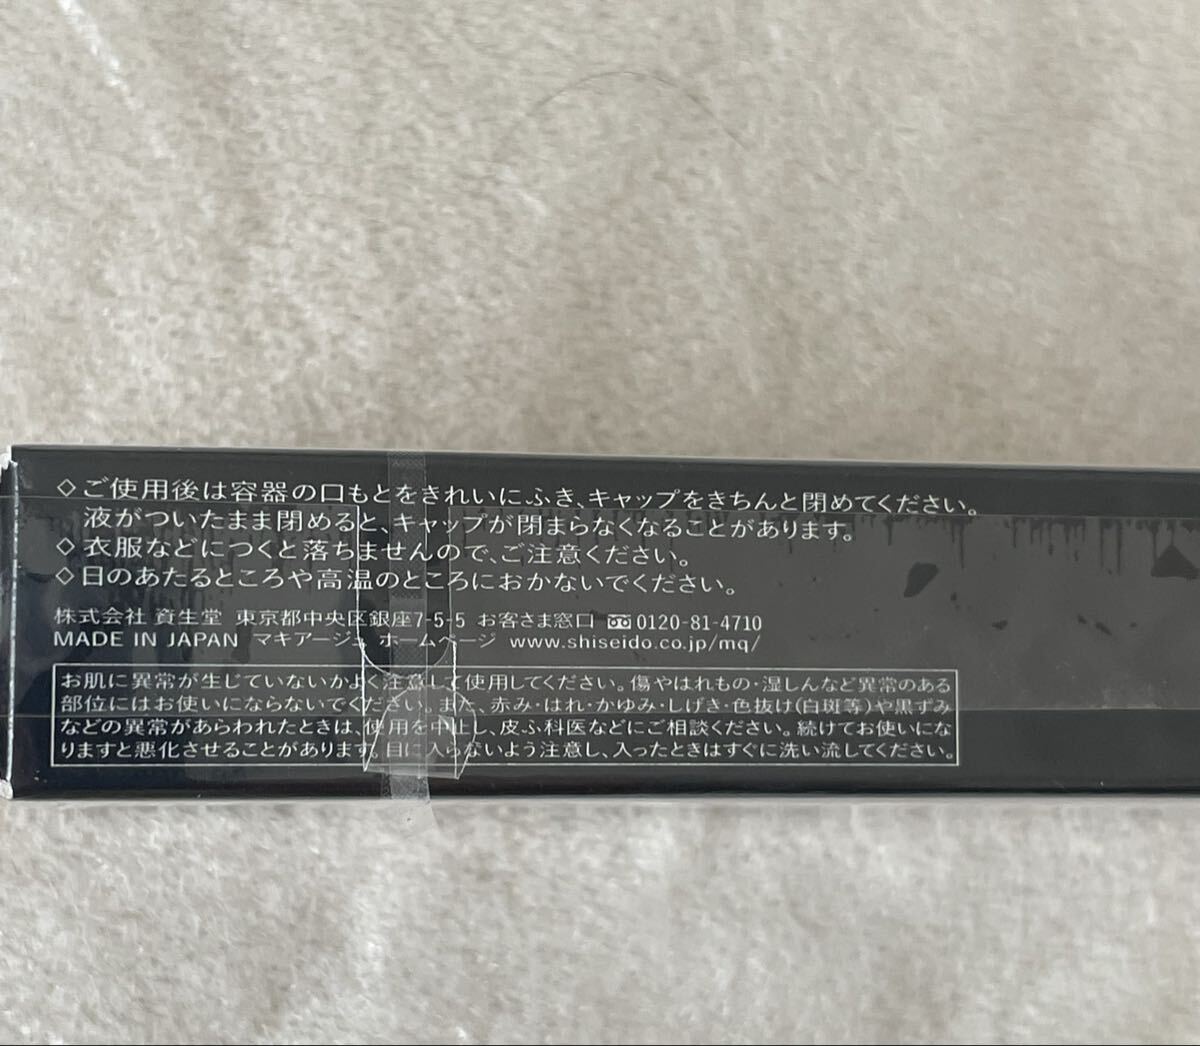 ◇ご使用後は容器の口もとをきれいにふき、キャップをきちんと閉めてください。
液がついたまま閉めると、キャップが閉まらなくなることがあります。
◇衣服などにつくと落ちませんので、ご注意ください。
◇日のあたるところや高温のところにおかないでください。
株式会社 資生堂 東京都中央区銀座7-5-5 お客さま窓口 0120-81-4710
MADE IN JAPAN マキアージュ ホームページ www.shiseido.co.jp/mq/
お肌に異常が生じていないかよく注意して使用してください。傷やはれもの・湿しんなど異常のある
部位にはお使いにならないでください。また、赤み・はれ・かゆみ・しげき・色抜け(白斑等)や黒ずみ
などの異常があらわれたときは、使用を中止し、皮ふ科医などにご相談ください。続けてお使いにな
りますと悪化させることがあります。目に入らないよう注意し、入ったときはすぐに洗い流してください。